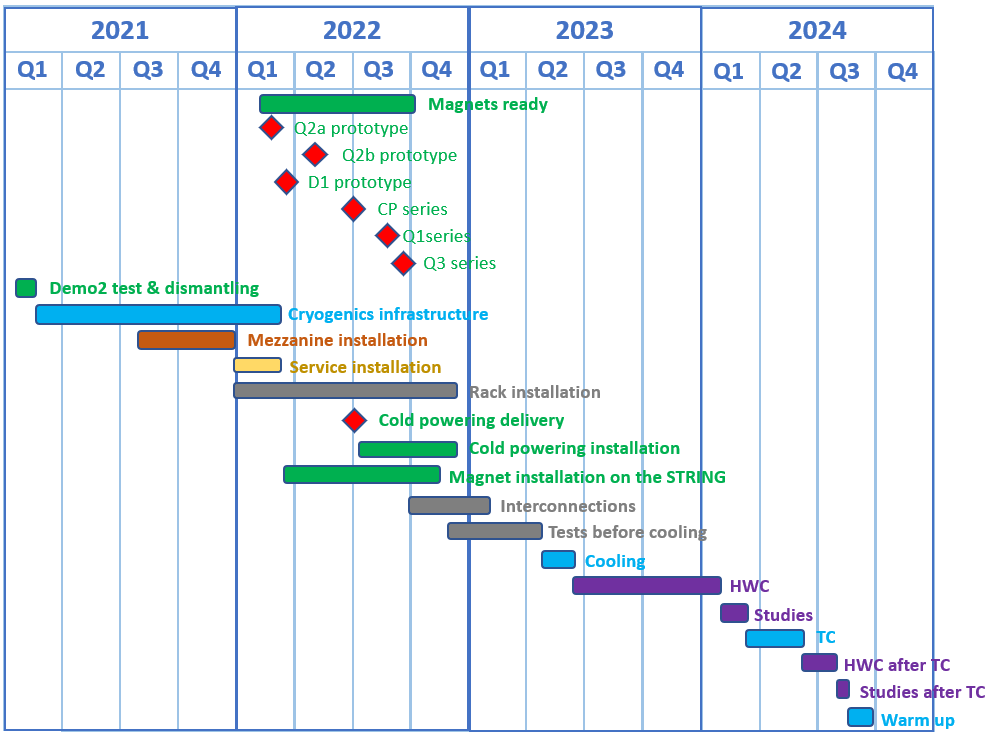 2021 2022 2023 2024
Q1 Q2 Q3 Q4 Q1 Q2 Q3 Q4 Q1 Q2 Q3 Q4 Q1 Q2 Q3 Q4
Magnets ready
Q2a prototype
Q2b prototype
D1 prototype
CP series
Q1series
Q3 series
Demo2 test & dismantling
Cryogenics infrastructure
Mezzanine installation
Service installation
Rack installation
Cold powering delivery
Cold powering installation
Magnet installation on the STRING
Interconnections
Tests before cooling
Cooling
HWC
Studies
TC
HWC after TC
Studies after TC
Warm up